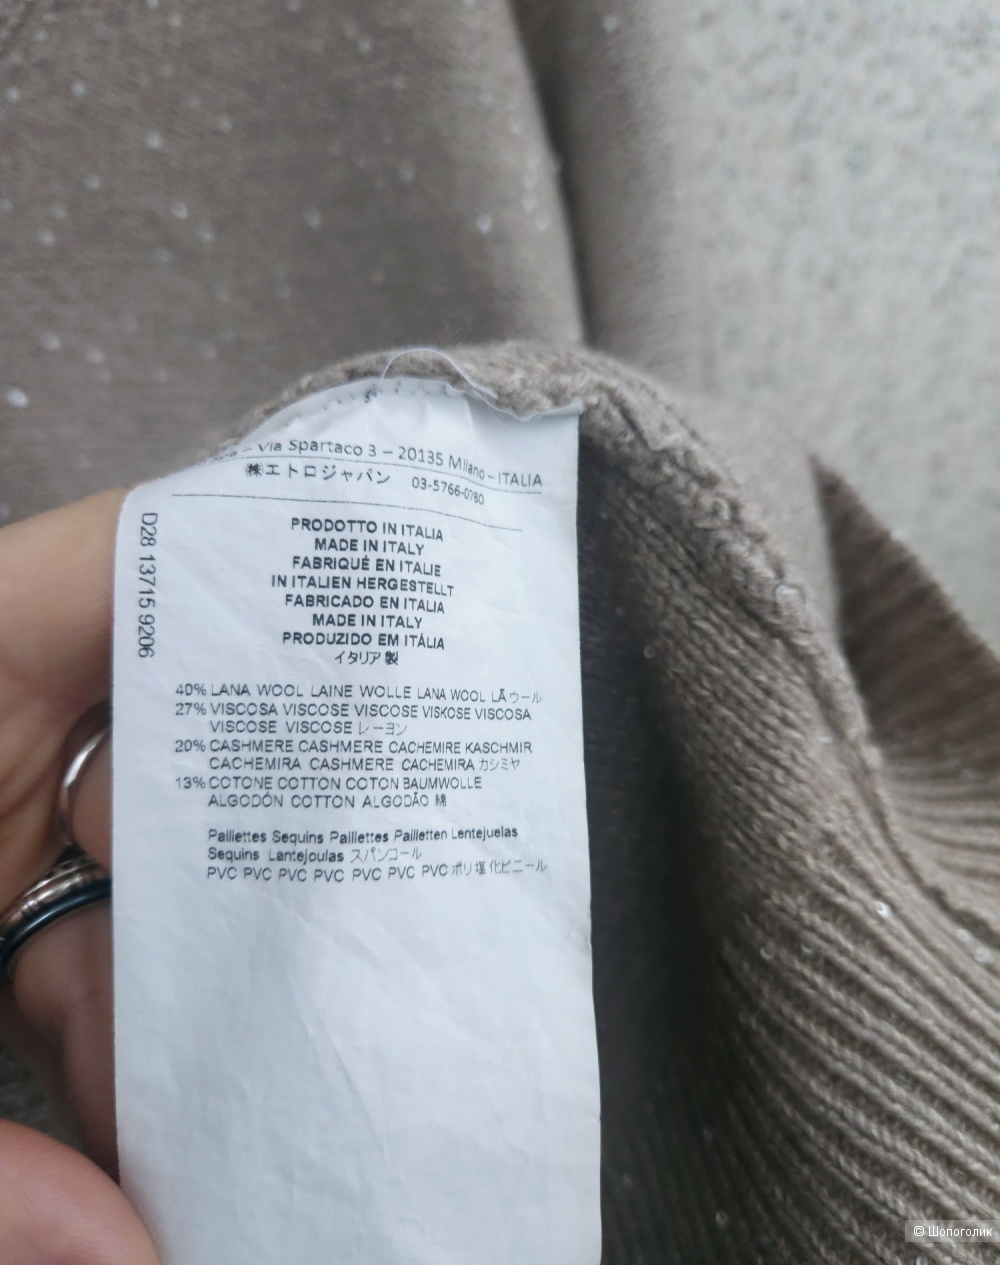 – Via Spartaco 3 – 20135 Milano – ITALIA
㈱エトロジャパン 03-5766-0780
D28 13715 9206
PRODOTTO IN ITALIA
MADE IN ITALY
FABRIQUÉ EN ITALIE
IN ITALIEN HERGESTELLT
FABRICADO EN ITALIA
MADE IN ITALY
PRODUZIDO EM ITÁLIA
イタリア製
40% LANA WOOL LAINE WOLLE LANA WOOL LÃ ウール
27% VISCOSA VISCOSE VISCOSE VISKOSE VISCOSA
VISCOSE VISCOSE レーヨン
20% CASHMERE CASHMERE CACHEMIRE KASCHMIR
CACHEMIRA CASHMERE CASHEMIRA カシミヤ
13% COTONE COTTON COTON BAUMWOLLE
ALGODÓN COTTON ALGODÃO 綿
Paillettes Sequins Paillettes Pailletten Lentejuelas
Sequins Lantejoulas スパンコール
PVC PVC PVC PVC PVC PVC PVC ポリ塩化ビニール
© Шопоголик